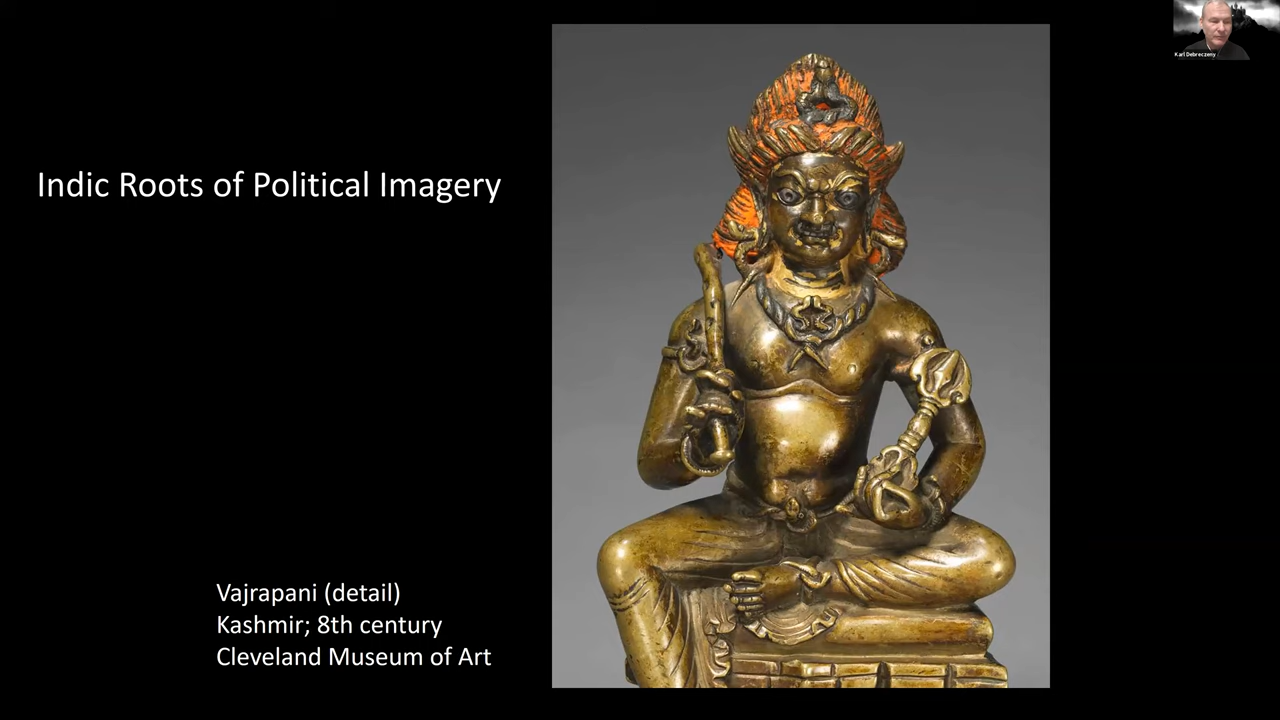 Karl Debreczeny
Indic Roots of Political Imagery
Vajrapani (detail)
Kashmir; 8th century
Cleveland Museum of Art